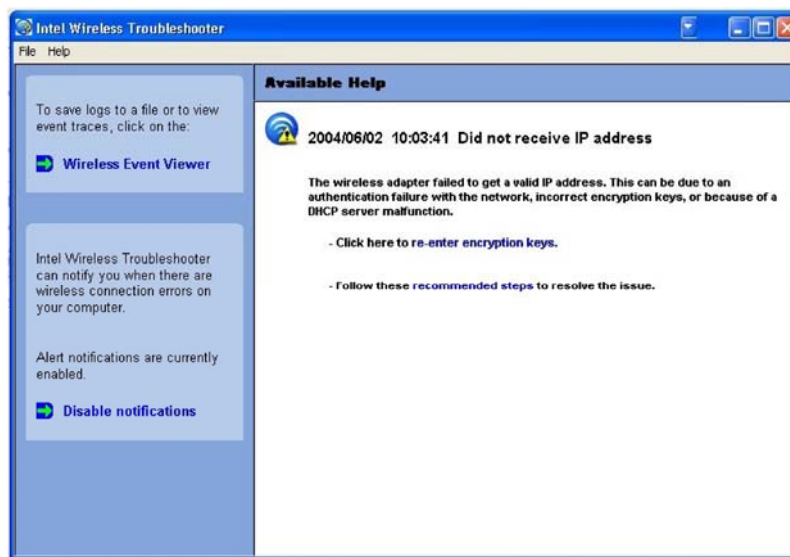 Intel Wireless Troubleshooter
File Help
To save logs to a file or to view
event traces, click on the:
Wireless Event Viewer
Intel Wireless Troubleshooter
can notify you when there are
wireless connection errors on
your computer.
Alert notifications are currently
enabled.
Disable notifications
Available Help
2004/06/02 10:03:41 Did not receive IP address
The wireless adapter failed to get a valid IP address. This can be due to an
authentication failure with the network, incorrect encryption keys, or because of a
DHCP server malfunction.
- Click here to re-enter encryption keys.
- Follow these recommended steps to resolve the issue.